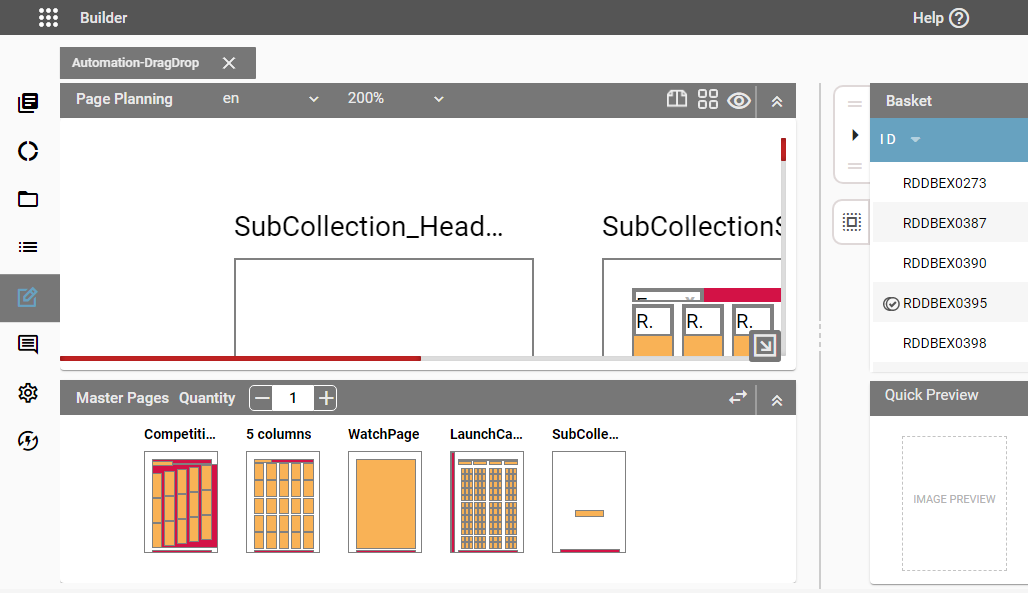 Builder
Help
Automation-DragDrop
Page Planning en 200%
SubCollection_Head...
SubCollectionS
R. R. R.
Master Pages Quantity 1
Competiti... 5 columns WatchPage LaunchCa... SubColle...
Basket
ID
RDDBEX0273
RDDBEX0387
RDDBEX0390
RDDBEX0395
RDDBEX0398
Quick Preview
IMAGE PREVIEW